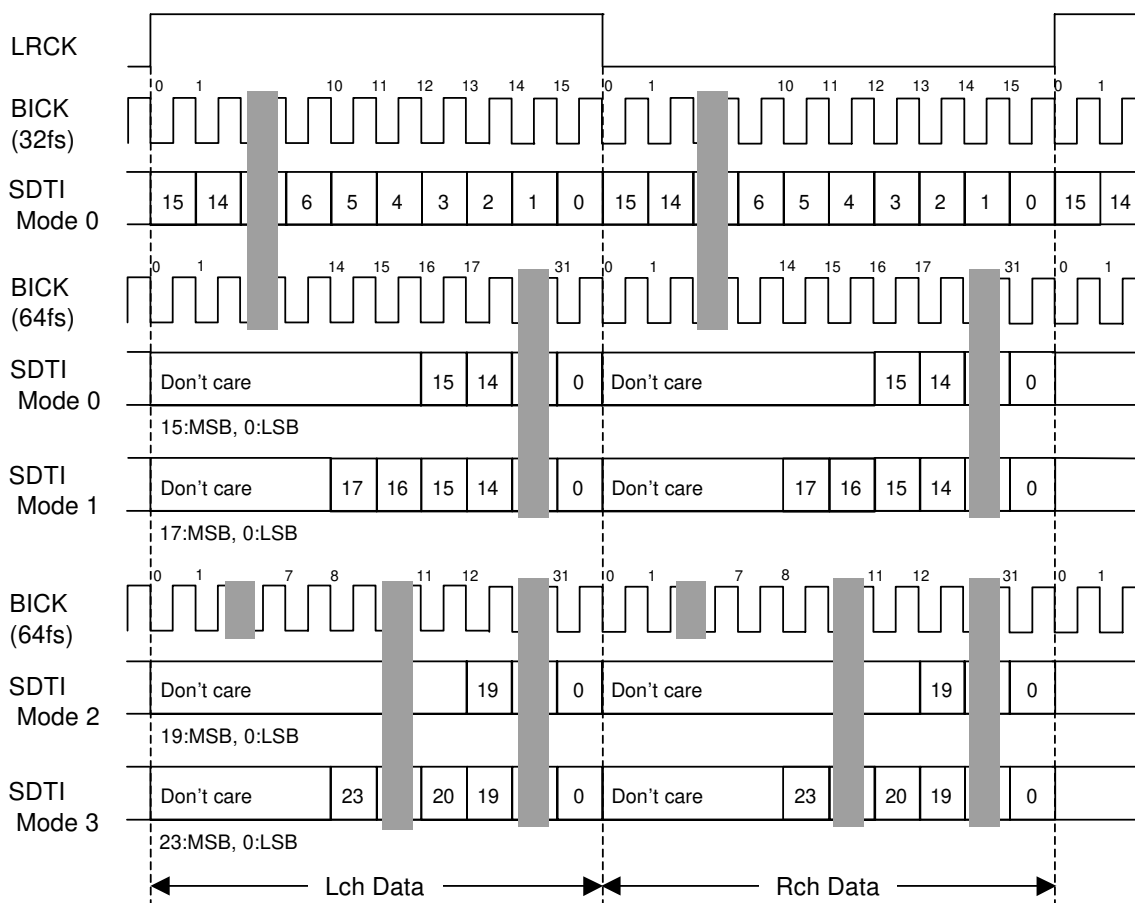 LRCK
0 1 10 11 12 13 14 15 0 1 10 11 12 13 14 15 0 1
BICK
(32fs)
SDTI
Mode 0
15 14 6 5 4 3 2 1 0 15 14 6 5 4 3 2 1 0 15 14
0 1 14 15 16 17 31 0 1 14 15 16 17 31 0 1
BICK
(64fs)
SDTI
Mode 0
Don't care 15 14 0 Don't care 15 14 0
15:MSB, 0:LSB
SDTI
Mode 1
Don't care 17 16 15 14 0 Don't care 17 16 15 14 0
17:MSB, 0:LSB
0 1 7 8 11 12 31 0 1 7 8 11 12 31 0 1
BICK
(64fs)
SDTI
Mode 2
Don't care 19 0 Don't care 19 0
19:MSB, 0:LSB
SDTI
Mode 3
Don't care 23 20 19 0 Don't care 23 20 19 0
23:MSB, 0:LSB
Lch Data Rch Data